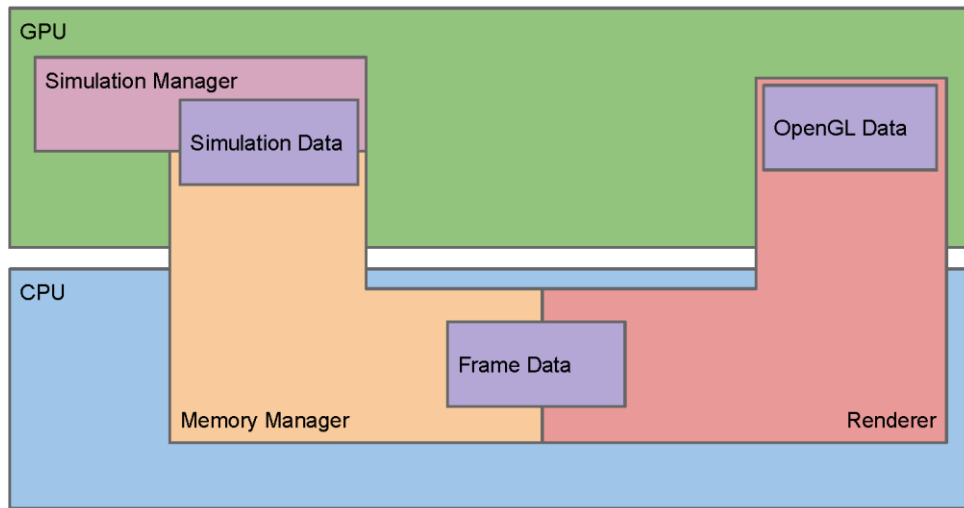 GPU
Simulation Manager
Simulation Data
OpenGL Data
CPU
Frame Data
Memory Manager
Renderer